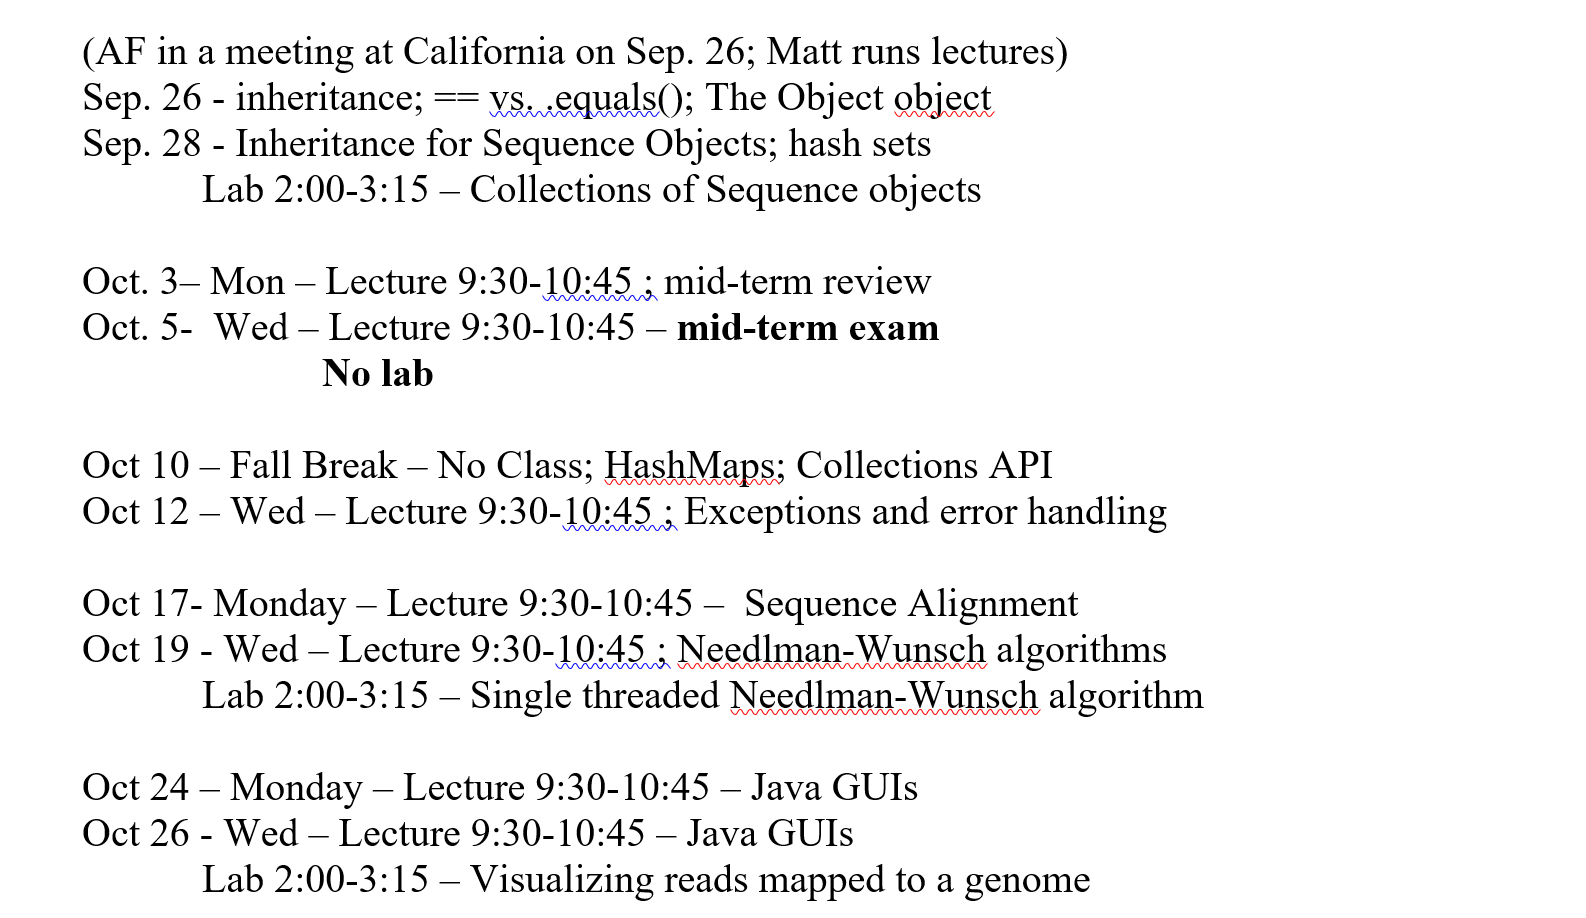 (AF in a meeting at California on Sep. 26; Matt runs lectures)
Sep. 26 - inheritance; == vs. .equals(); The Object object
Sep. 28 - Inheritance for Sequence Objects; hash sets
Lab 2:00-3:15 – Collections of Sequence objects
Oct. 3– Mon – Lecture 9:30-10:45 ; mid-term review
Oct. 5-  Wed – Lecture 9:30-10:45 – mid-term exam
No lab
Oct 10 – Fall Break – No Class; HashMaps; Collections API
Oct 12 – Wed – Lecture 9:30-10:45 ; Exceptions and error handling
Oct 17- Monday – Lecture 9:30-10:45 –  Sequence Alignment
Oct 19 - Wed – Lecture 9:30-10:45 ; Needlman-Wunsch algorithms
Lab 2:00-3:15 – Single threaded Needlman-Wunsch algorithm
Oct 24 – Monday – Lecture 9:30-10:45 – Java GUIs
Oct 26 - Wed – Lecture 9:30-10:45 – Java GUIs
Lab 2:00-3:15 – Visualizing reads mapped to a genome